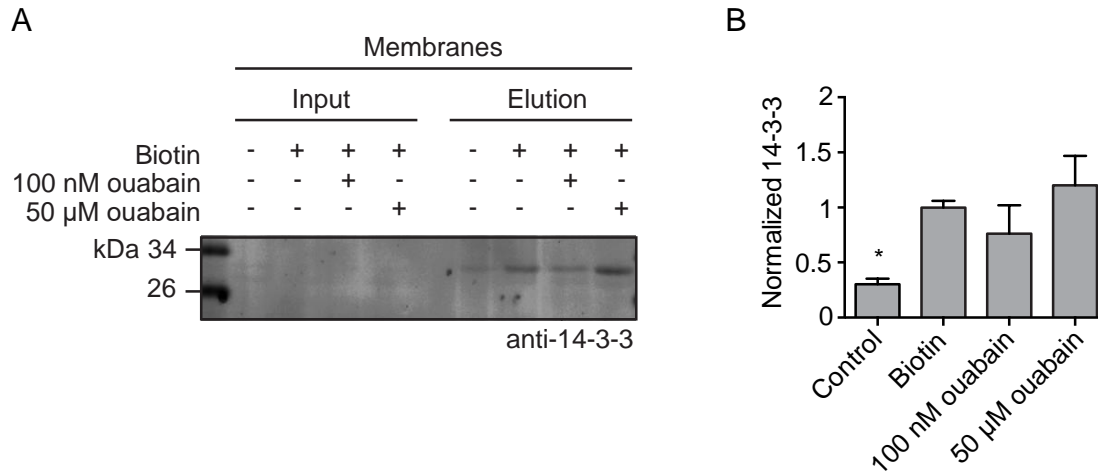 A
Membranes
Input Elution
Biotin - + + + - + + +
100 nM ouabain - - + - - - + -
50 µM ouabain - - - + - - - +
kDa 34
26
anti-14-3-3
B
Normalized 14-3-3
2
1.5
1
0.5
0
*
Control
Biotin
100 nM ouabain
50 µM ouabain